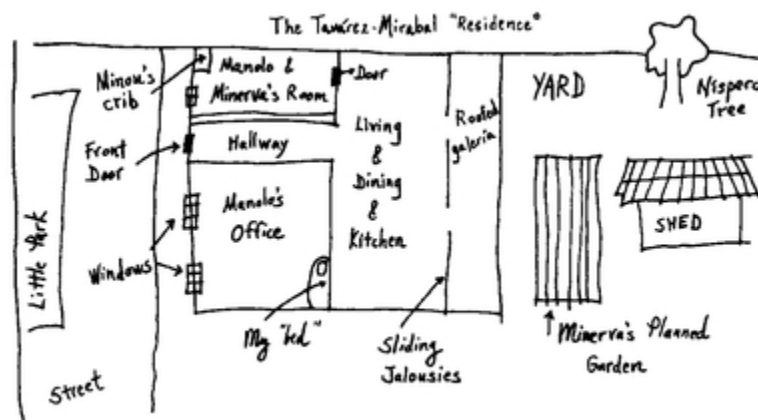 The Tavárez-Mirabal "Residence"
Minou's
crib
Manolo &
Minerva's Room
Door
YARD
Níspero
Tree
Front
Door
Hallway
Living
&
Dining
&
Kitchen
Roofed
galería
Manolo's
Office
SHED
Little Park
Windows
My "bed"
Sliding
Jalousies
Minerva's Planned
Garden
Street